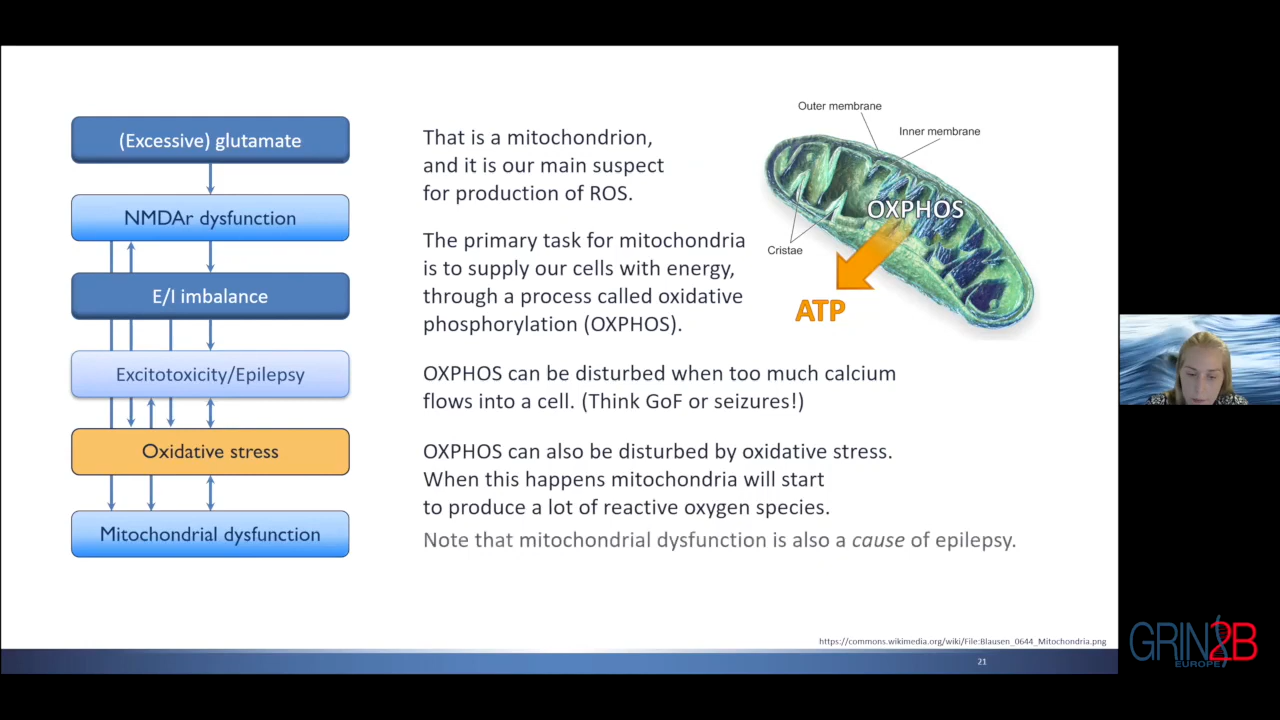 (Excessive) glutamate
NMDAr dysfunction
E/I imbalance
Excitotoxicity/Epilepsy
Oxidative stress
Mitochondrial dysfunction
That is a mitochondrion,
and it is our main suspect
for production of ROS.
The primary task for mitochondria
is to supply our cells with energy,
through a process called oxidative
phosphorylation (OXPHOS).
OXPHOS can be disturbed when too much calcium
flows into a cell. (Think GoF or seizures!)
OXPHOS can also be disturbed by oxidative stress.
When this happens mitochondria will start
to produce a lot of reactive oxygen species.
Note that mitochondrial dysfunction is also a cause of epilepsy.
Outer membrane
Inner membrane
OXPHOS
Cristae
ATP
https://commons.wikimedia.org/wiki/File:Blausen_0644_Mitochondria.png
21
GRIN2B
EUROPE